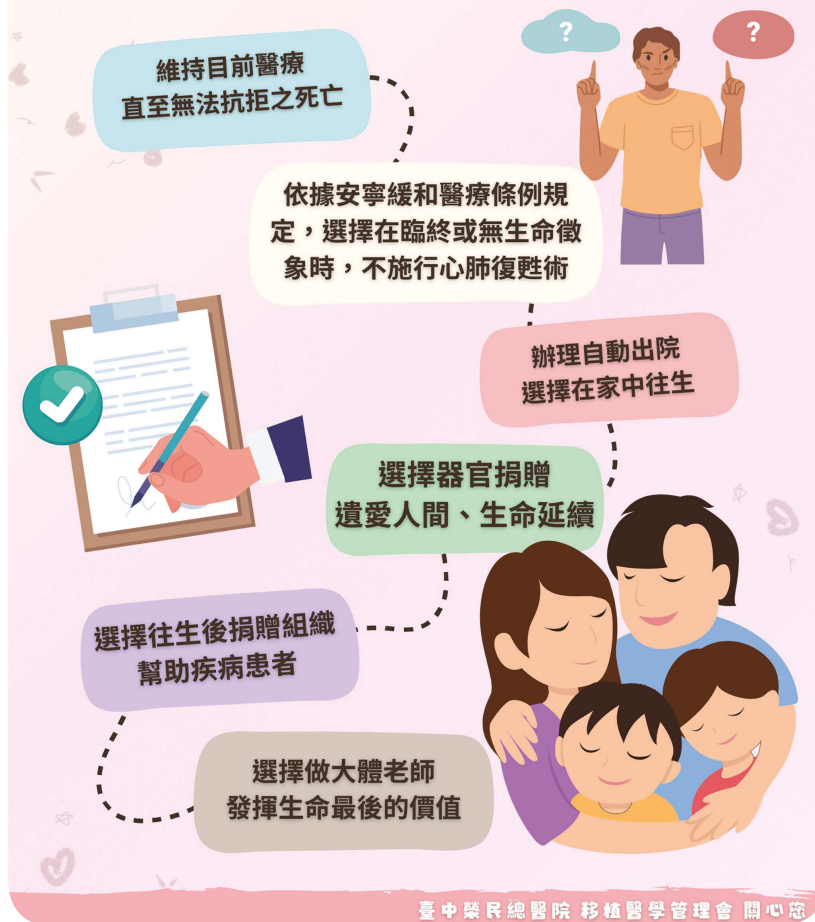 ?
?
維持目前醫療
直至無法抗拒之死亡
依據安寧緩和醫療條例規
定，選擇在臨終或無生命徵
象時，不施行心肺復甦術
辦理自動出院
選擇在家中往生
選擇器官捐贈
遺愛人間、生命延續
選擇往生後捐贈組織
幫助疾病患者
選擇做大體老師
發揮生命最後的價值
臺中榮民總醫院 移植醫學管理會 關心您